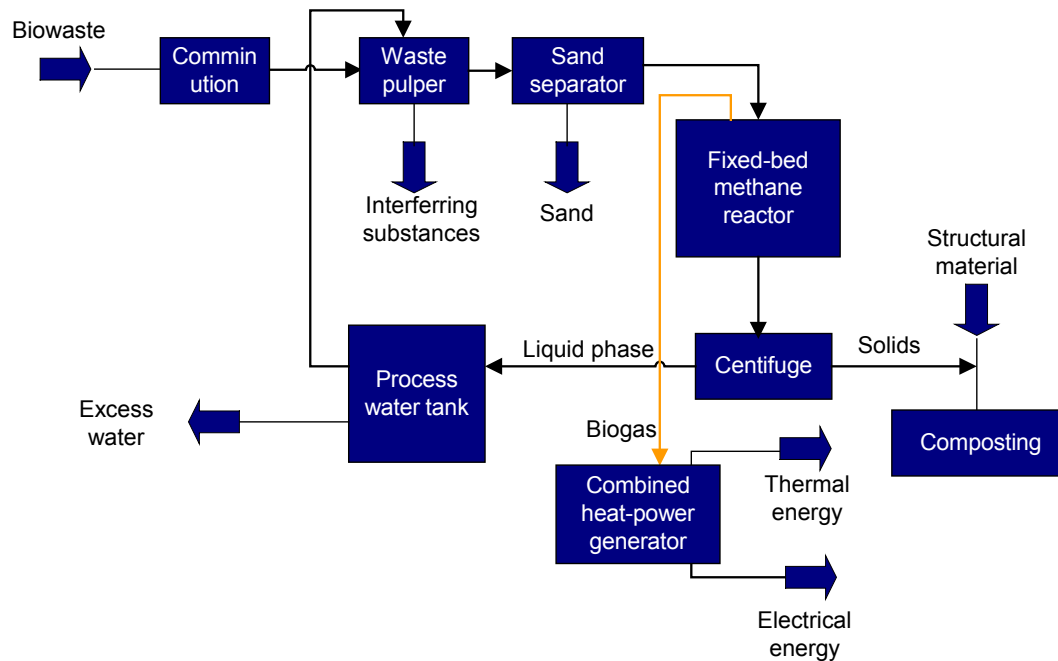 Biowaste
Commin
ution
Waste
pulper
Sand
separator
Fixed-bed
methane
reactor
Interferring
substances
Sand
Structural
material
Process
water tank
Liquid phase
Centifuge
Solids
Excess
water
Composting
Biogas
Combined
heat-power
generator
Thermal
energy
Electrical
energy